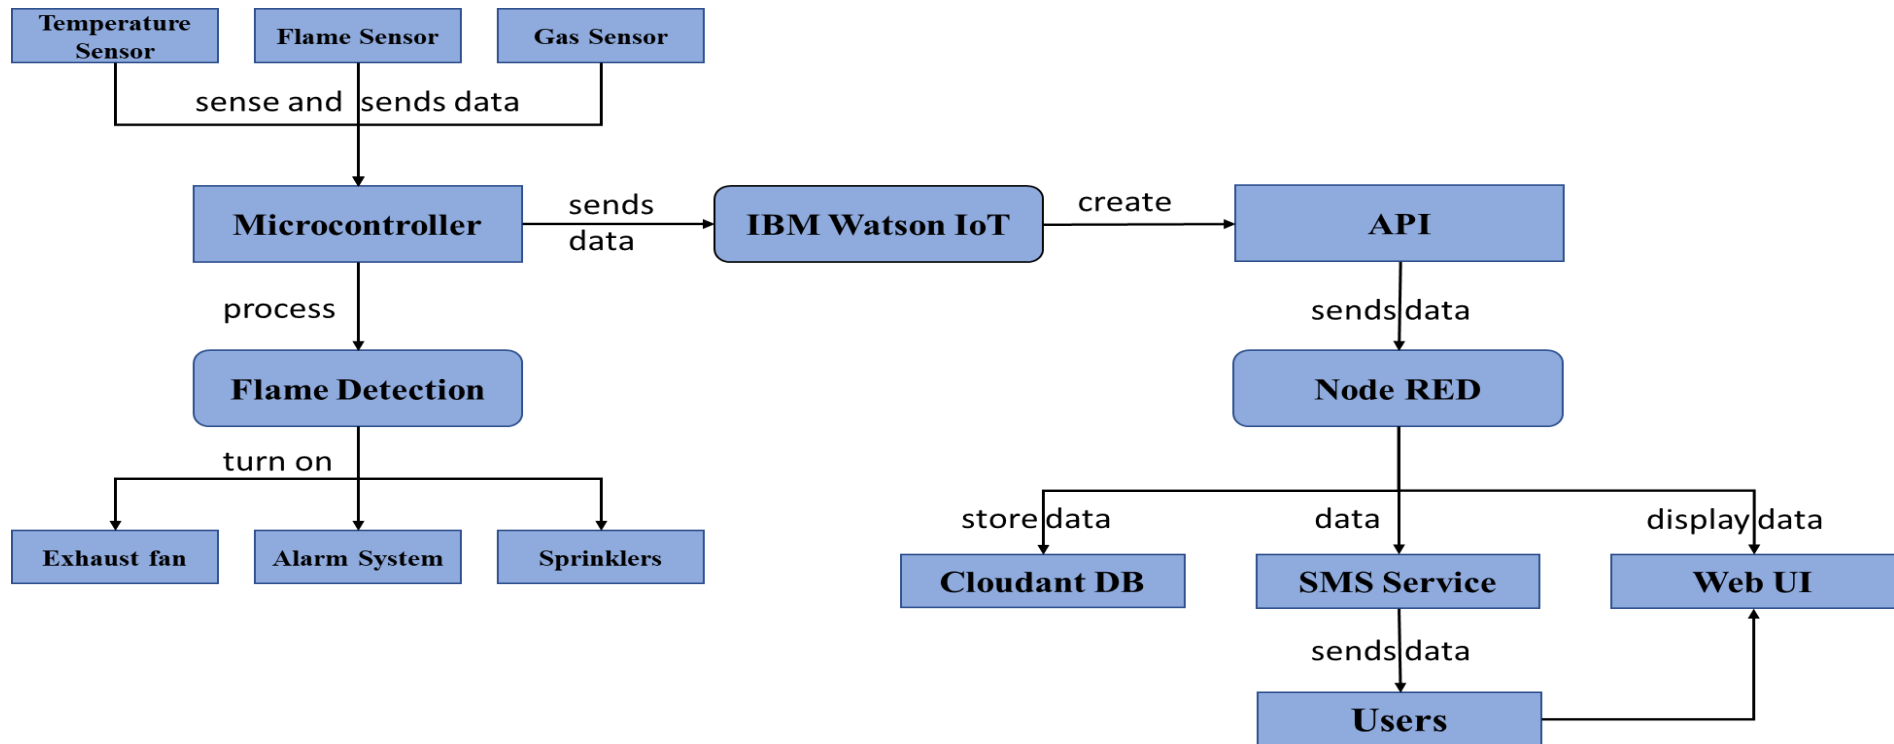 Temperature
Sensor
Flame Sensor
Gas Sensor
sense and sends data
Microcontroller
sends
data
IBM Watson IoT
create
API
process
sends data
Flame Detection
Node RED
turn on
store data
data
display data
Exhaust fan
Alarm System
Sprinklers
Cloudant DB
SMS Service
Web UI
sends data
Users